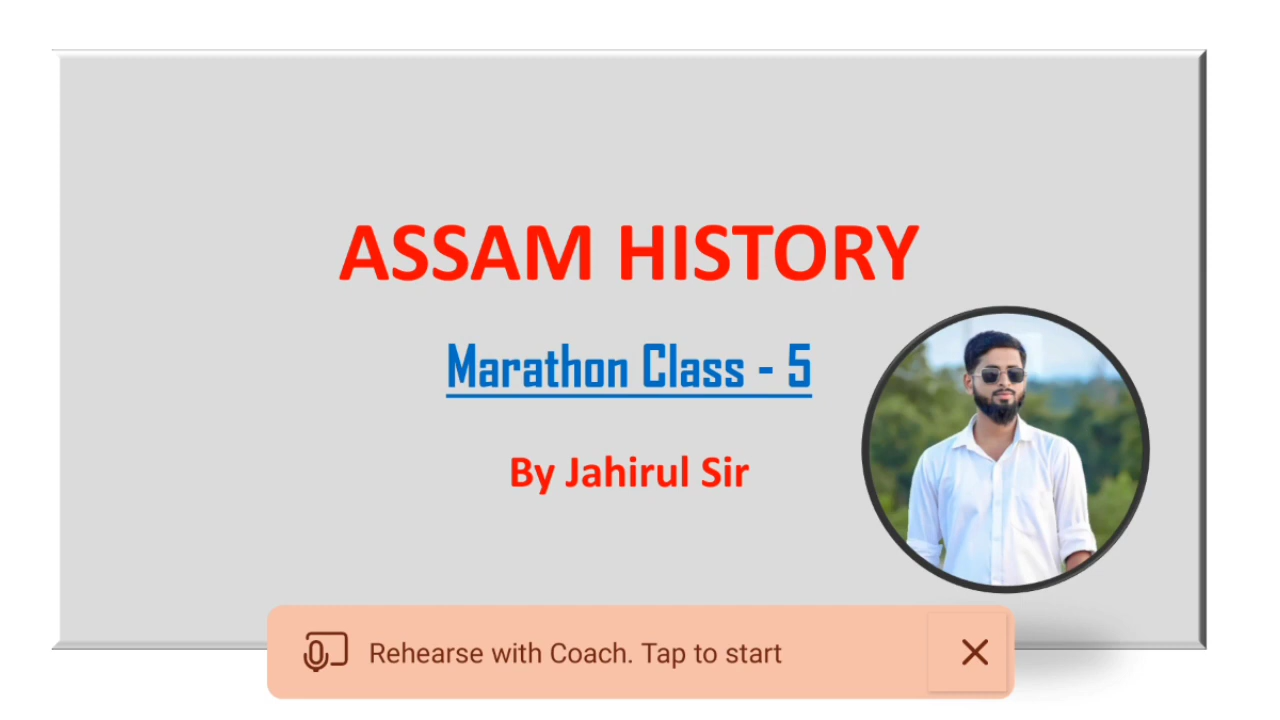 ASSAM HISTORY
Marathon Class - 5
By Jahirul Sir
Rehearse with Coach. Tap to start